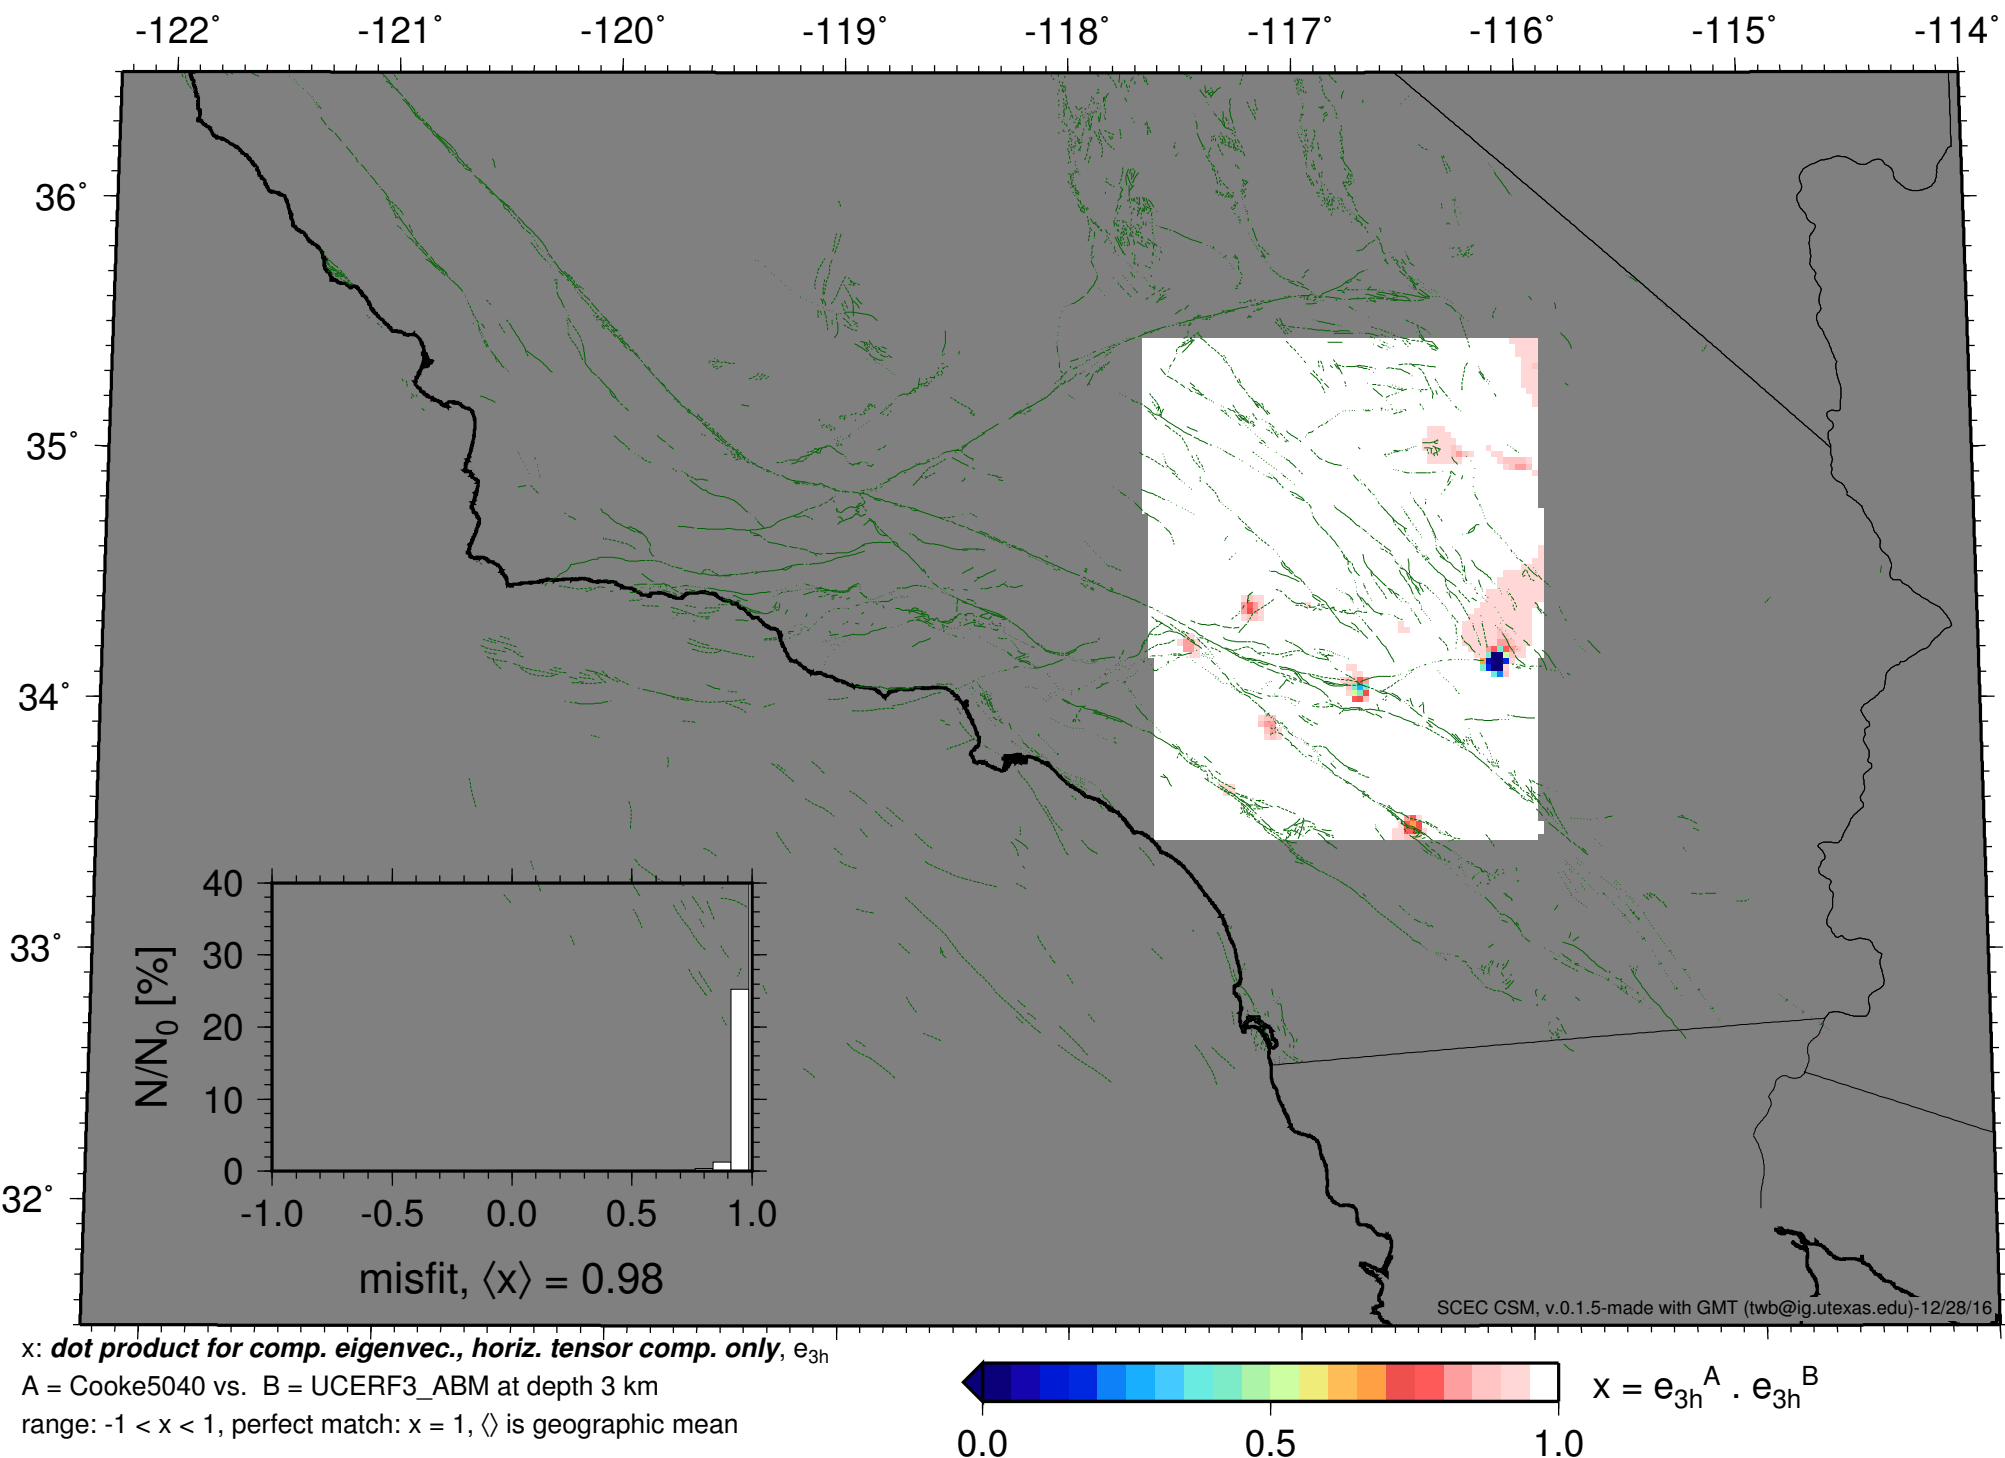 -122˚ -121˚ -120˚ -119˚ -118˚ -117˚ -116˚ -115˚ -114˚
36˚
35˚
34˚
33˚
32˚
40
30
20
10
0
N/N0 [%]
-1.0 -0.5 0.0 0.5 1.0
misfit, ⟨x⟩ = 0.98
SCEC CSM, v.0.1.5-made with GMT (twb@ig.utexas.edu)-12/28/16
x: dot product for comp. eigenvec., horiz. tensor comp. only, e3h
A = Cooke5040 vs. B = UCERF3_ABM at depth 3 km
range: -1 < x < 1, perfect match: x = 1, ⟨⟩ is geographic mean
x = e3h^A . e3h^B
0.0 0.5 1.0